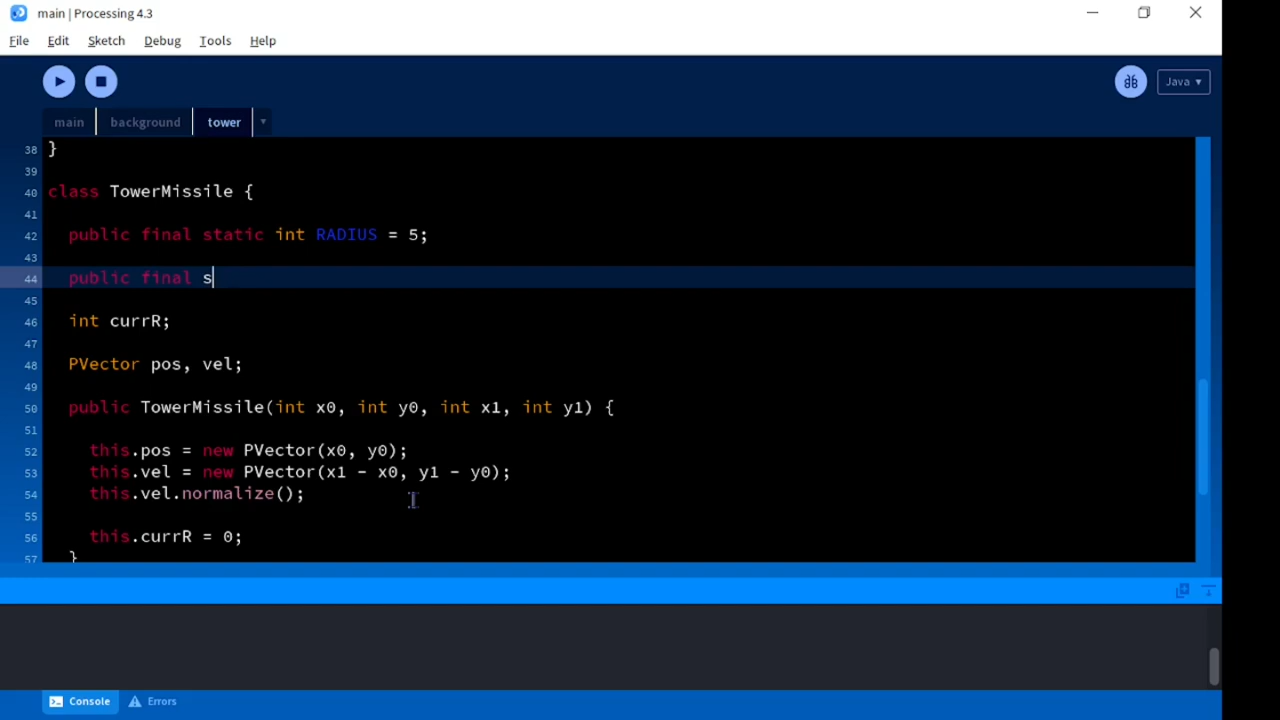 main | Processing 4.3
File Edit Sketch Debug Tools Help
Java ▾
main background tower ▾
38 }
39
40 class TowerMissile {
41
42 public final static int RADIUS = 5;
43
44 public final s
45
46 int currR;
47
48 PVector pos, vel;
49
50 public TowerMissile(int x0, int y0, int x1, int y1) {
51
52 this.pos = new PVector(x0, y0);
53 this.vel = new PVector(x1 - x0, y1 - y0);
54 this.vel.normalize();
55
56 this.currR = 0;
57 }
Console Errors